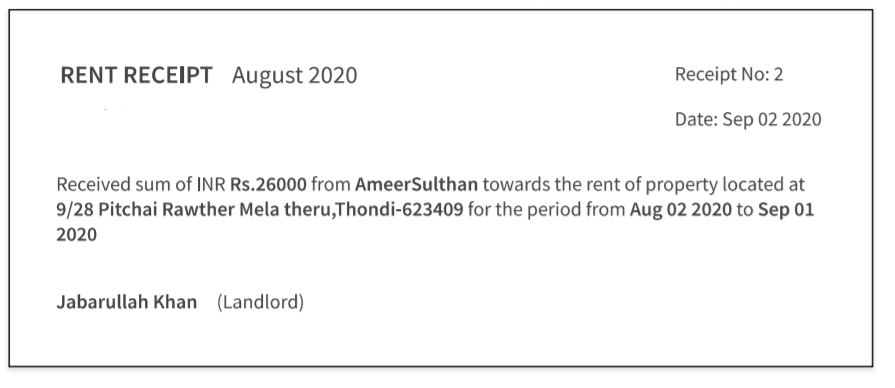 RENT RECEIPT August 2020
Receipt No: 2
Date: Sep 02 2020
Received sum of INR Rs.26000 from AmeerSulthan towards the rent of property located at
9/28 Pitchai Rawther Mela theru,Thondi-623409 for the period from Aug 02 2020 to Sep 01
2020
Jabarullah Khan (Landlord)